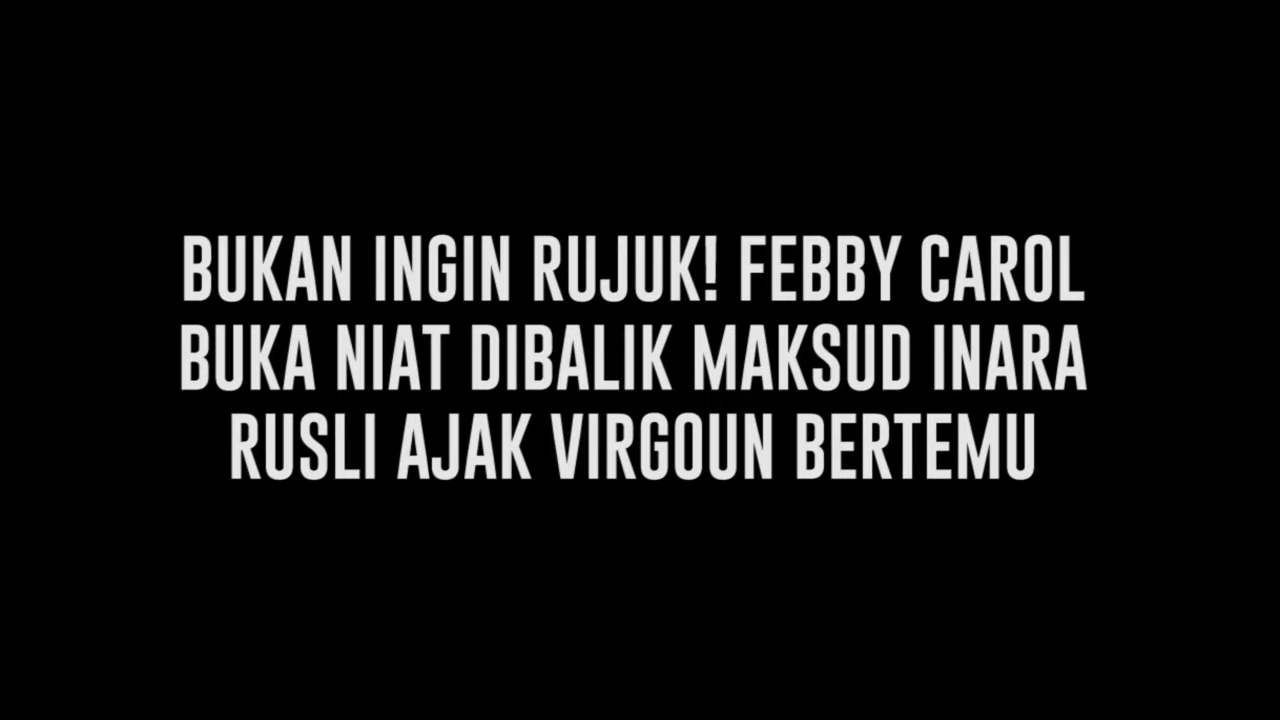 BUKAN INGIN RUJUK! FEBBY CAROL
BUKA NIAT DIBALIK MAKSUD INARA
RUSLI AJAK VIRGOUN BERTEMU